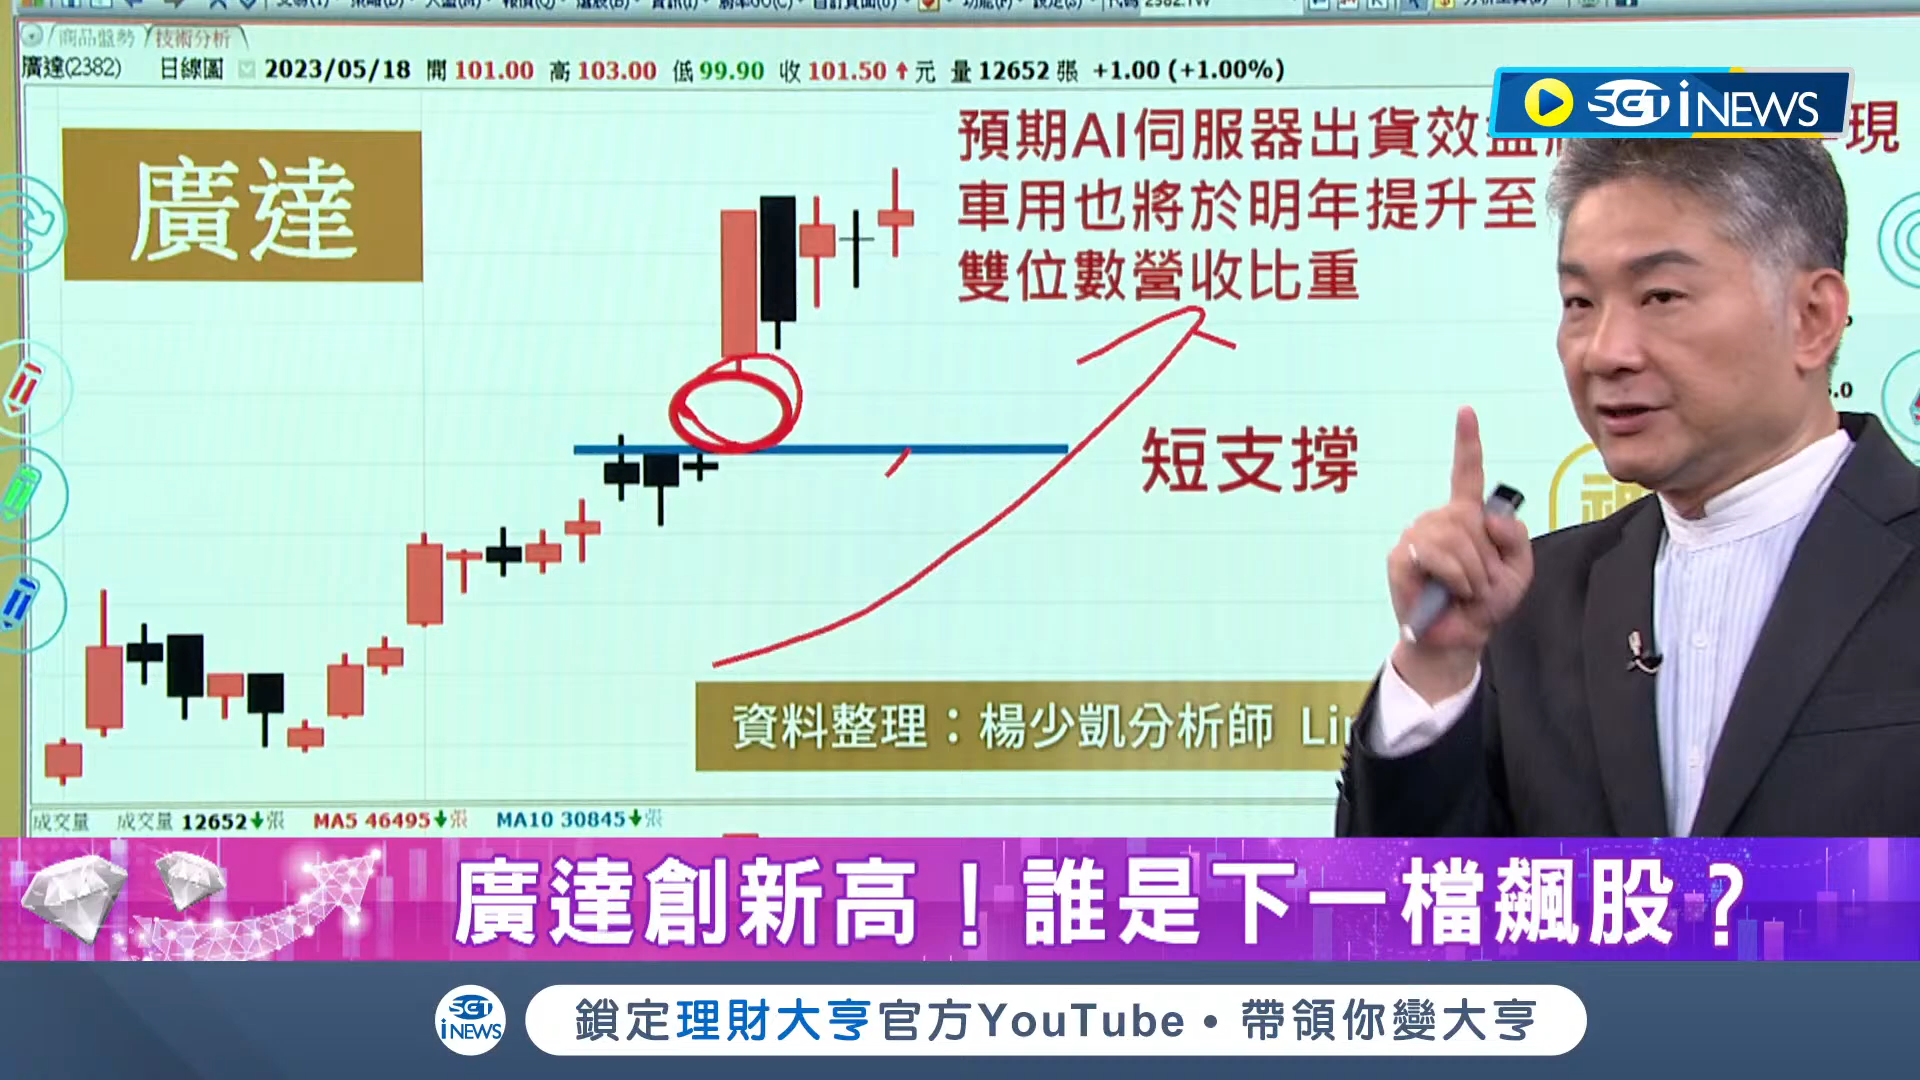 商品盤勢 技術分析
廣達(2382) 日線圖 2023/05/18 開 101.00 高 103.00 低 99.90 收 101.50 元 量 12652 張 +1.00 (+1.00%)
SET iNEWS
廣達
預期AI伺服器出貨效益 現
車用也將於明年提升至
雙位數營收比重
短支撐
資料整理：楊少凱分析師 Lin
成交量 成交量 12652 張 MA5 46495 張 MA10 30845 張
廣達創新高！誰是下一檔飆股？
SET iNEWS
鎖定理財大亨官方YouTube・帶領你變大亨